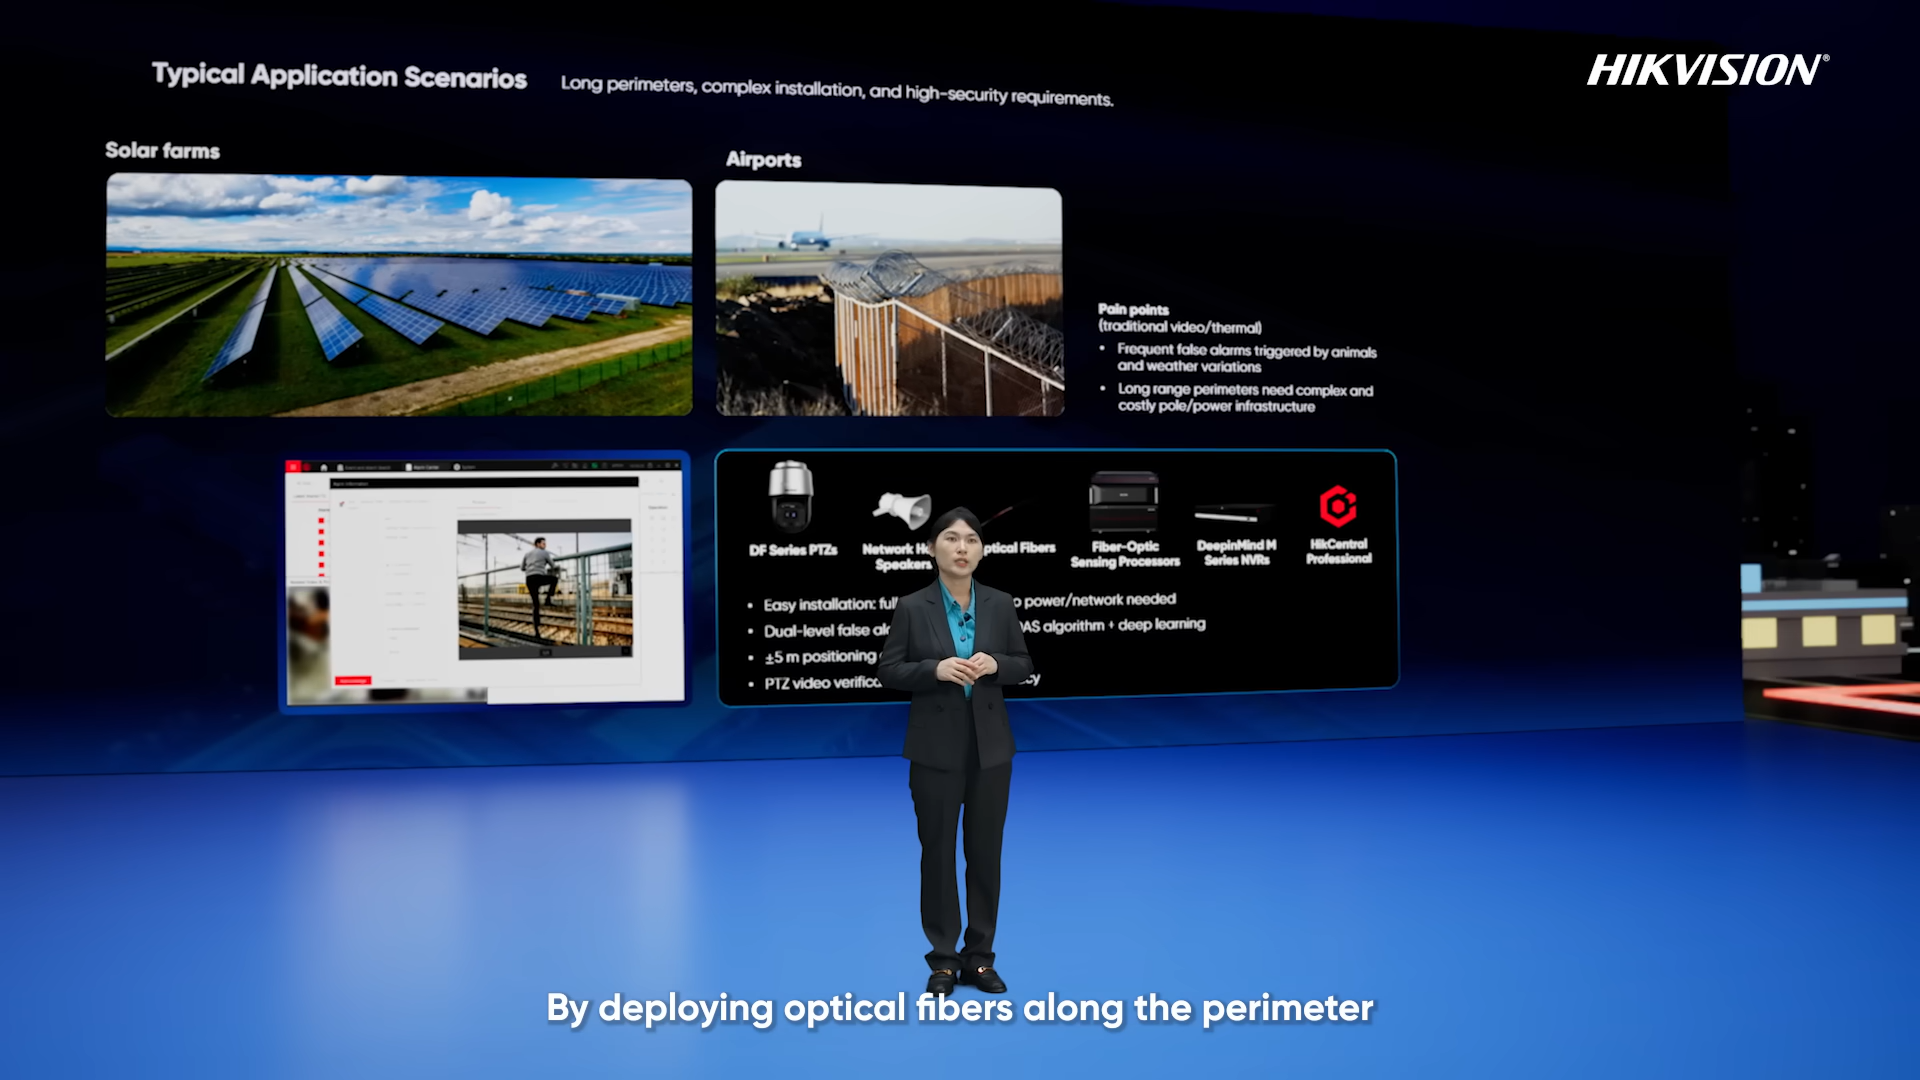 Typical Application Scenarios
Long perimeters, complex installation, and high-security requirements.
HIKVISION®
Solar farms
Airports
Pain points
(traditional video/thermal)
• Frequent false alarms triggered by animals
and weather variations
• Long range perimeters need complex and
costly pole/power infrastructure
DF Series PTZs
Network
Speakers
ptical Fibers
Fiber-Optic
Sensing Processors
DeepinMind M
Series NVRs
HikCentral
Professional
• Easy installation: power/network needed
• Dual-level false AS algorithm + deep learning
• ±5 m positioning
• PTZ video
By deploying optical fibers along the perimeter